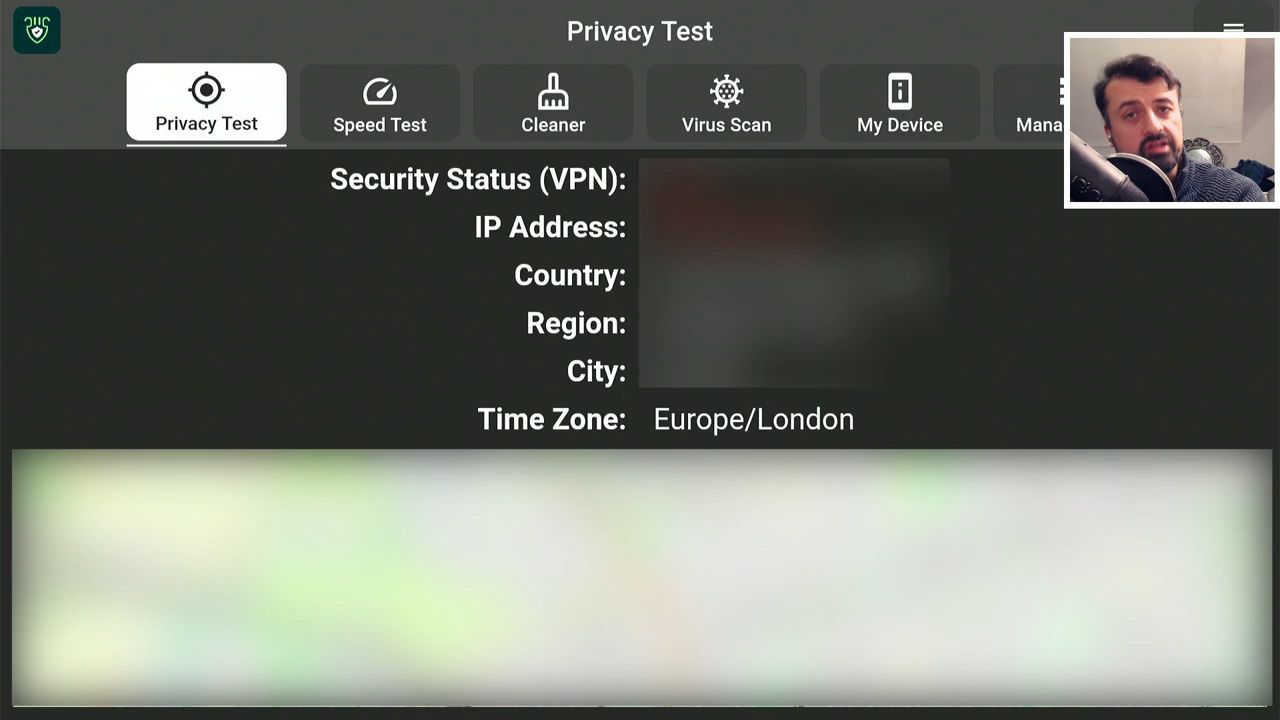 Privacy Test
Privacy Test
Speed Test
Cleaner
Virus Scan
My Device
Security Status (VPN):
IP Address:
Country:
Region:
City:
Time Zone: Europe/London